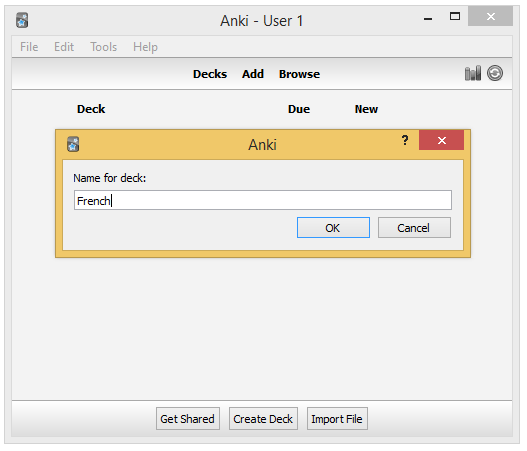 Anki - User 1
File Edit Tools Help
Decks Add Browse
Deck Due New
Anki ?
Name for deck:
French
OK Cancel
Get Shared Create Deck Import File